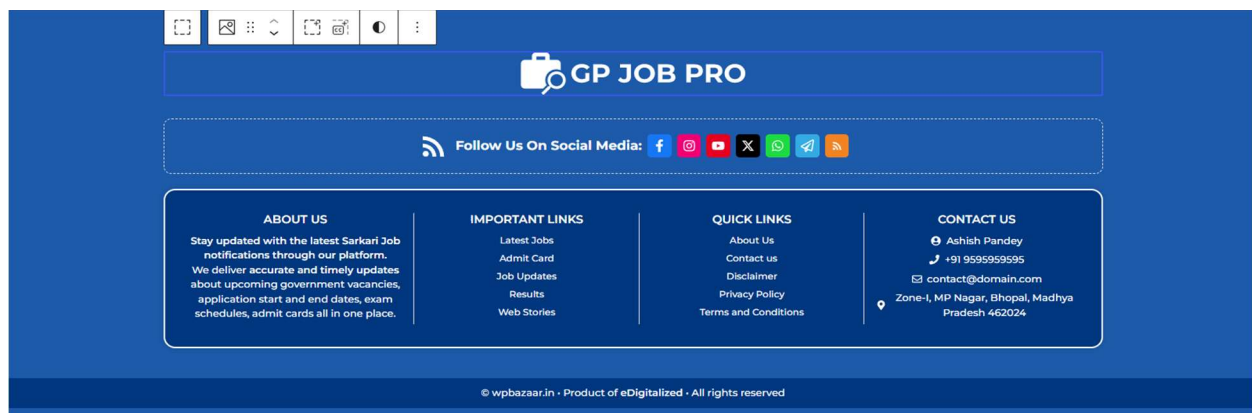 GP JOB PRO
Follow Us On Social Media:
ABOUT US
Stay updated with the latest Sarkari Job
notifications through our platform.
We deliver accurate and timely updates
about upcoming government vacancies,
application start and end dates, exam
schedules, admit cards all in one place.
IMPORTANT LINKS
Latest Jobs
Admit Card
Job Updates
Results
Web Stories
QUICK LINKS
About Us
Contact us
Disclaimer
Privacy Policy
Terms and Conditions
CONTACT US
Ashish Pandey
+91 9595959595
contact@domain.com
Zone-I, MP Nagar, Bhopal, Madhya
Pradesh 462024
© wpbazaar.in • Product of eDigitalized • All rights reserved